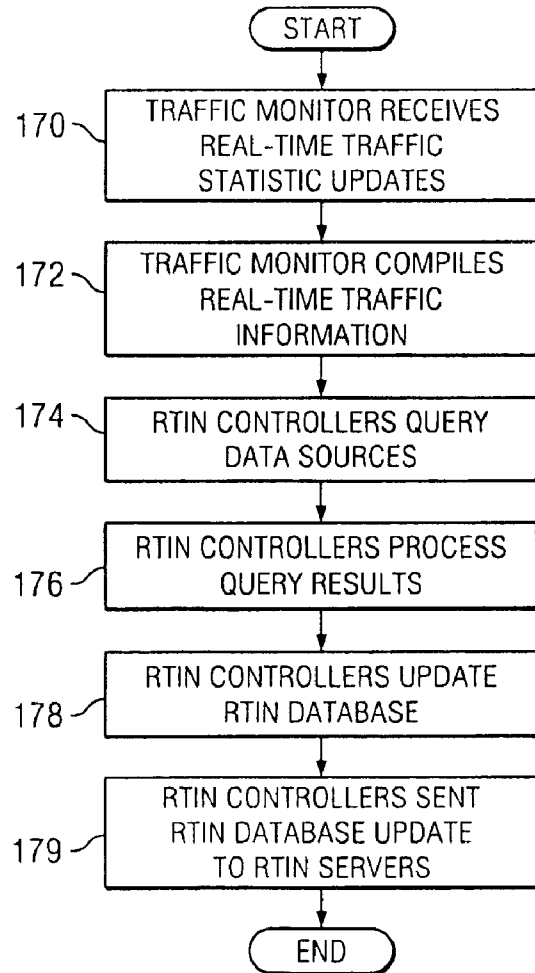 START
170
TRAFFIC MONITOR RECEIVES
REAL-TIME TRAFFIC
STATISTIC UPDATES
172
TRAFFIC MONITOR COMPILES
REAL-TIME TRAFFIC
INFORMATION
174
RTIN CONTROLLERS QUERY
DATA SOURCES
176
RTIN CONTROLLERS PROCESS
QUERY RESULTS
178
RTIN CONTROLLERS UPDATE
RTIN DATABASE
179
RTIN CONTROLLERS SENT
RTIN DATABASE UPDATE
TO RTIN SERVERS
END